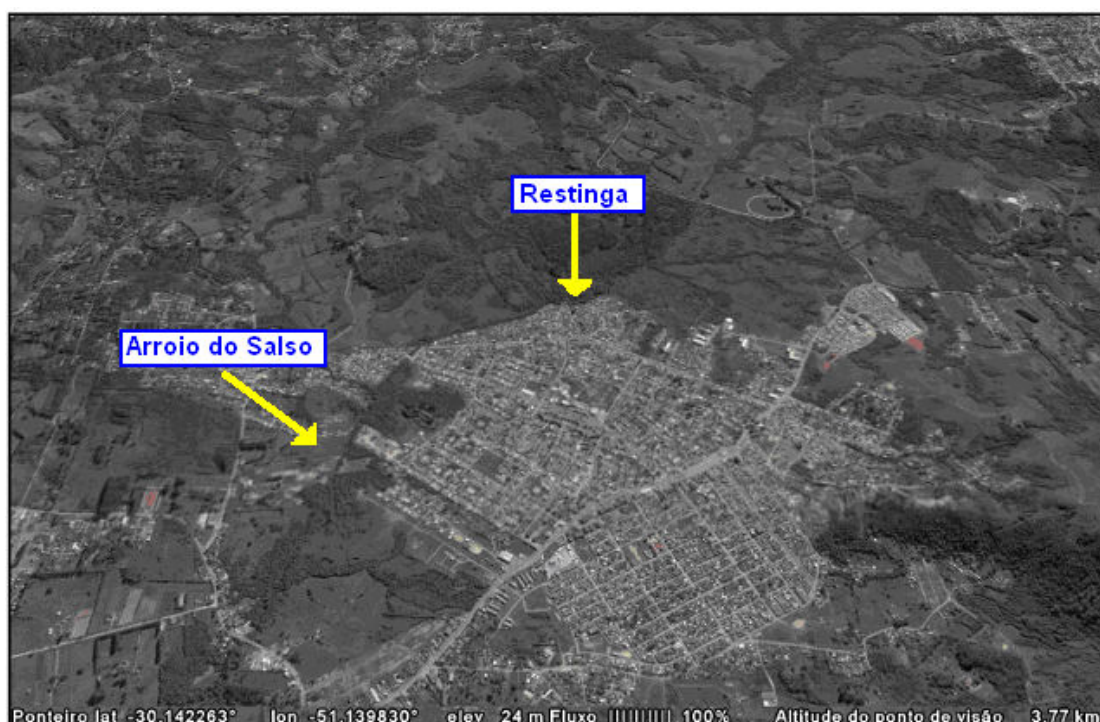 Restinga
Arroio do Salso
Ponteiro lat -30.142263° lon -51.139830° elev 24 m Fluxo ||||||||| 100% Altitude do ponto de visão 3.77 km